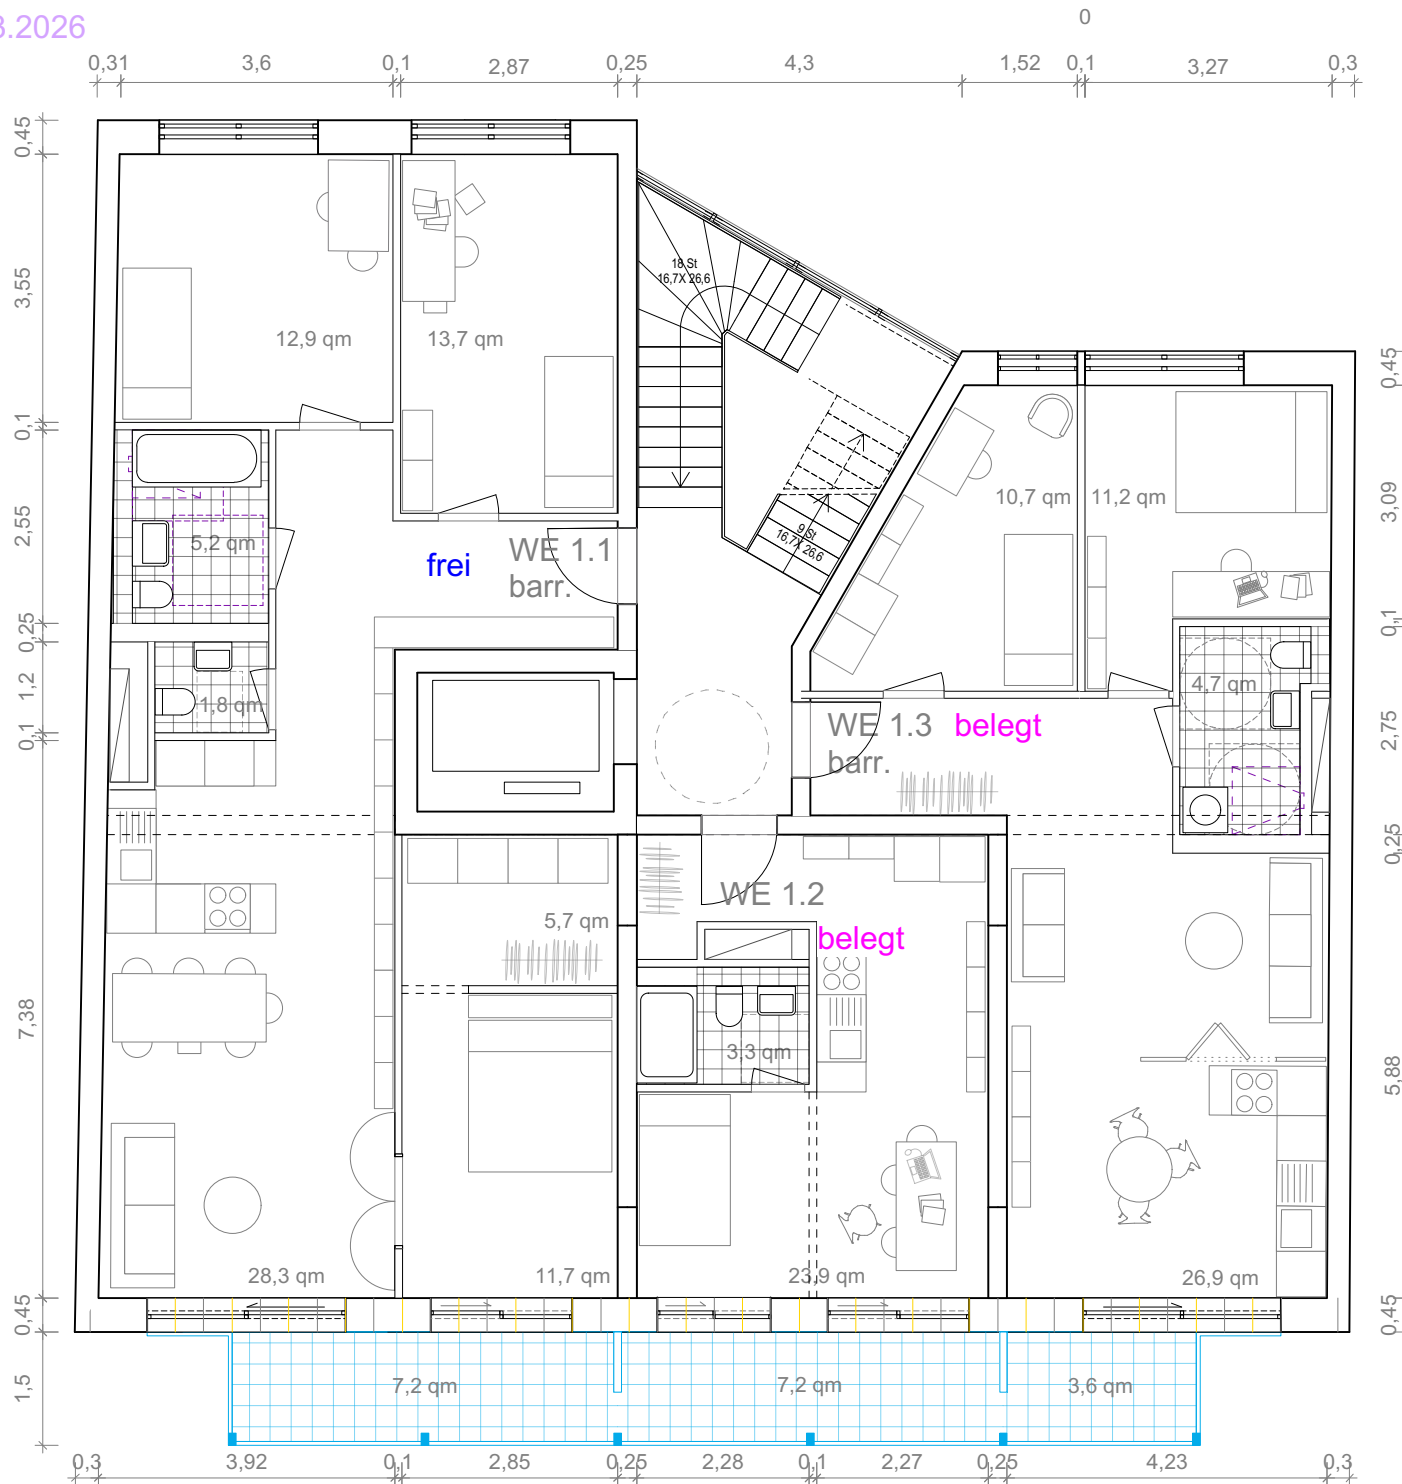 3.2026
0
0,31 3,6 0,1 2,87 0,25 4,3 1,52 0,1 3,27 0,3
0,45
3,55
0,1
2,55
0,25
1,2
0,1
7,38
0,45
1,5
18 St
16,7X 26,6
12,9 qm
13,7 qm
9 St
16,7X 26,6
10,7 qm
11,2 qm
5,2 qm
frei
WE 1.1
barr.
1,8 qm
4,7 qm
WE 1.3 belegt
barr.
WE 1.2
belegt
5,7 qm
3,3 qm
28,3 qm
11,7 qm
23,9 qm
26,9 qm
7,2 qm
7,2 qm
3,6 qm
0,45
3,09
0,1
2,75
0,25
5,88
0,45
0,3 3,92 0,1 2,85 0,25 2,28 0,1 2,27 0,25 4,23 0,3